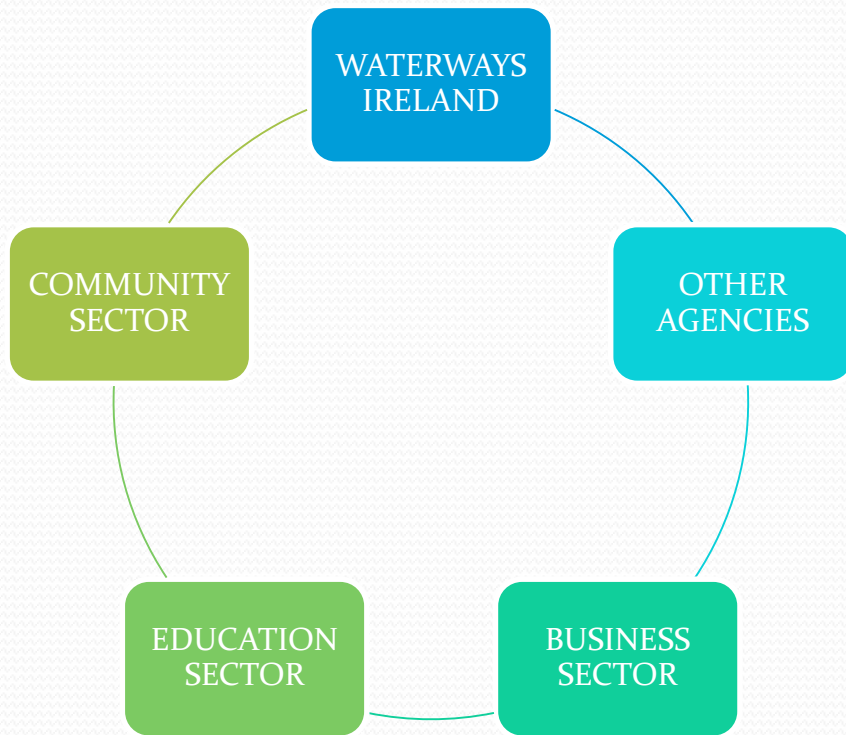 WATERWAYS
IRELAND
OTHER
AGENCIES
BUSINESS
SECTOR
EDUCATION
SECTOR
COMMUNITY
SECTOR